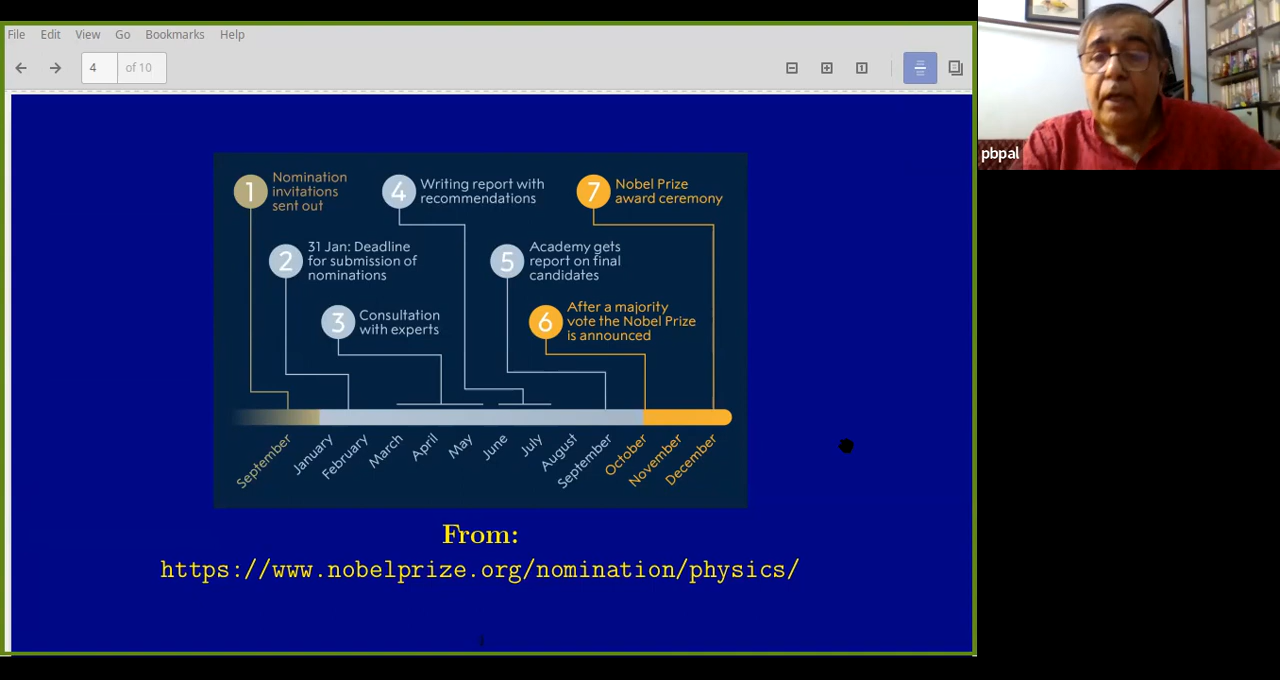 File Edit View Go Bookmarks Help
4 of 10
1 Nomination
invitations
sent out
2 31 Jan: Deadline
for submission of
nominations
3 Consultation
with experts
4 Writing report with
recommendations
5 Academy gets
report on final
candidates
6 After a majority
vote the Nobel Prize
is announced
7 Nobel Prize
award ceremony
September January February March April May June July August September October November December
From:
https://www.nobelprize.org/nomination/physics/
4
pbpal